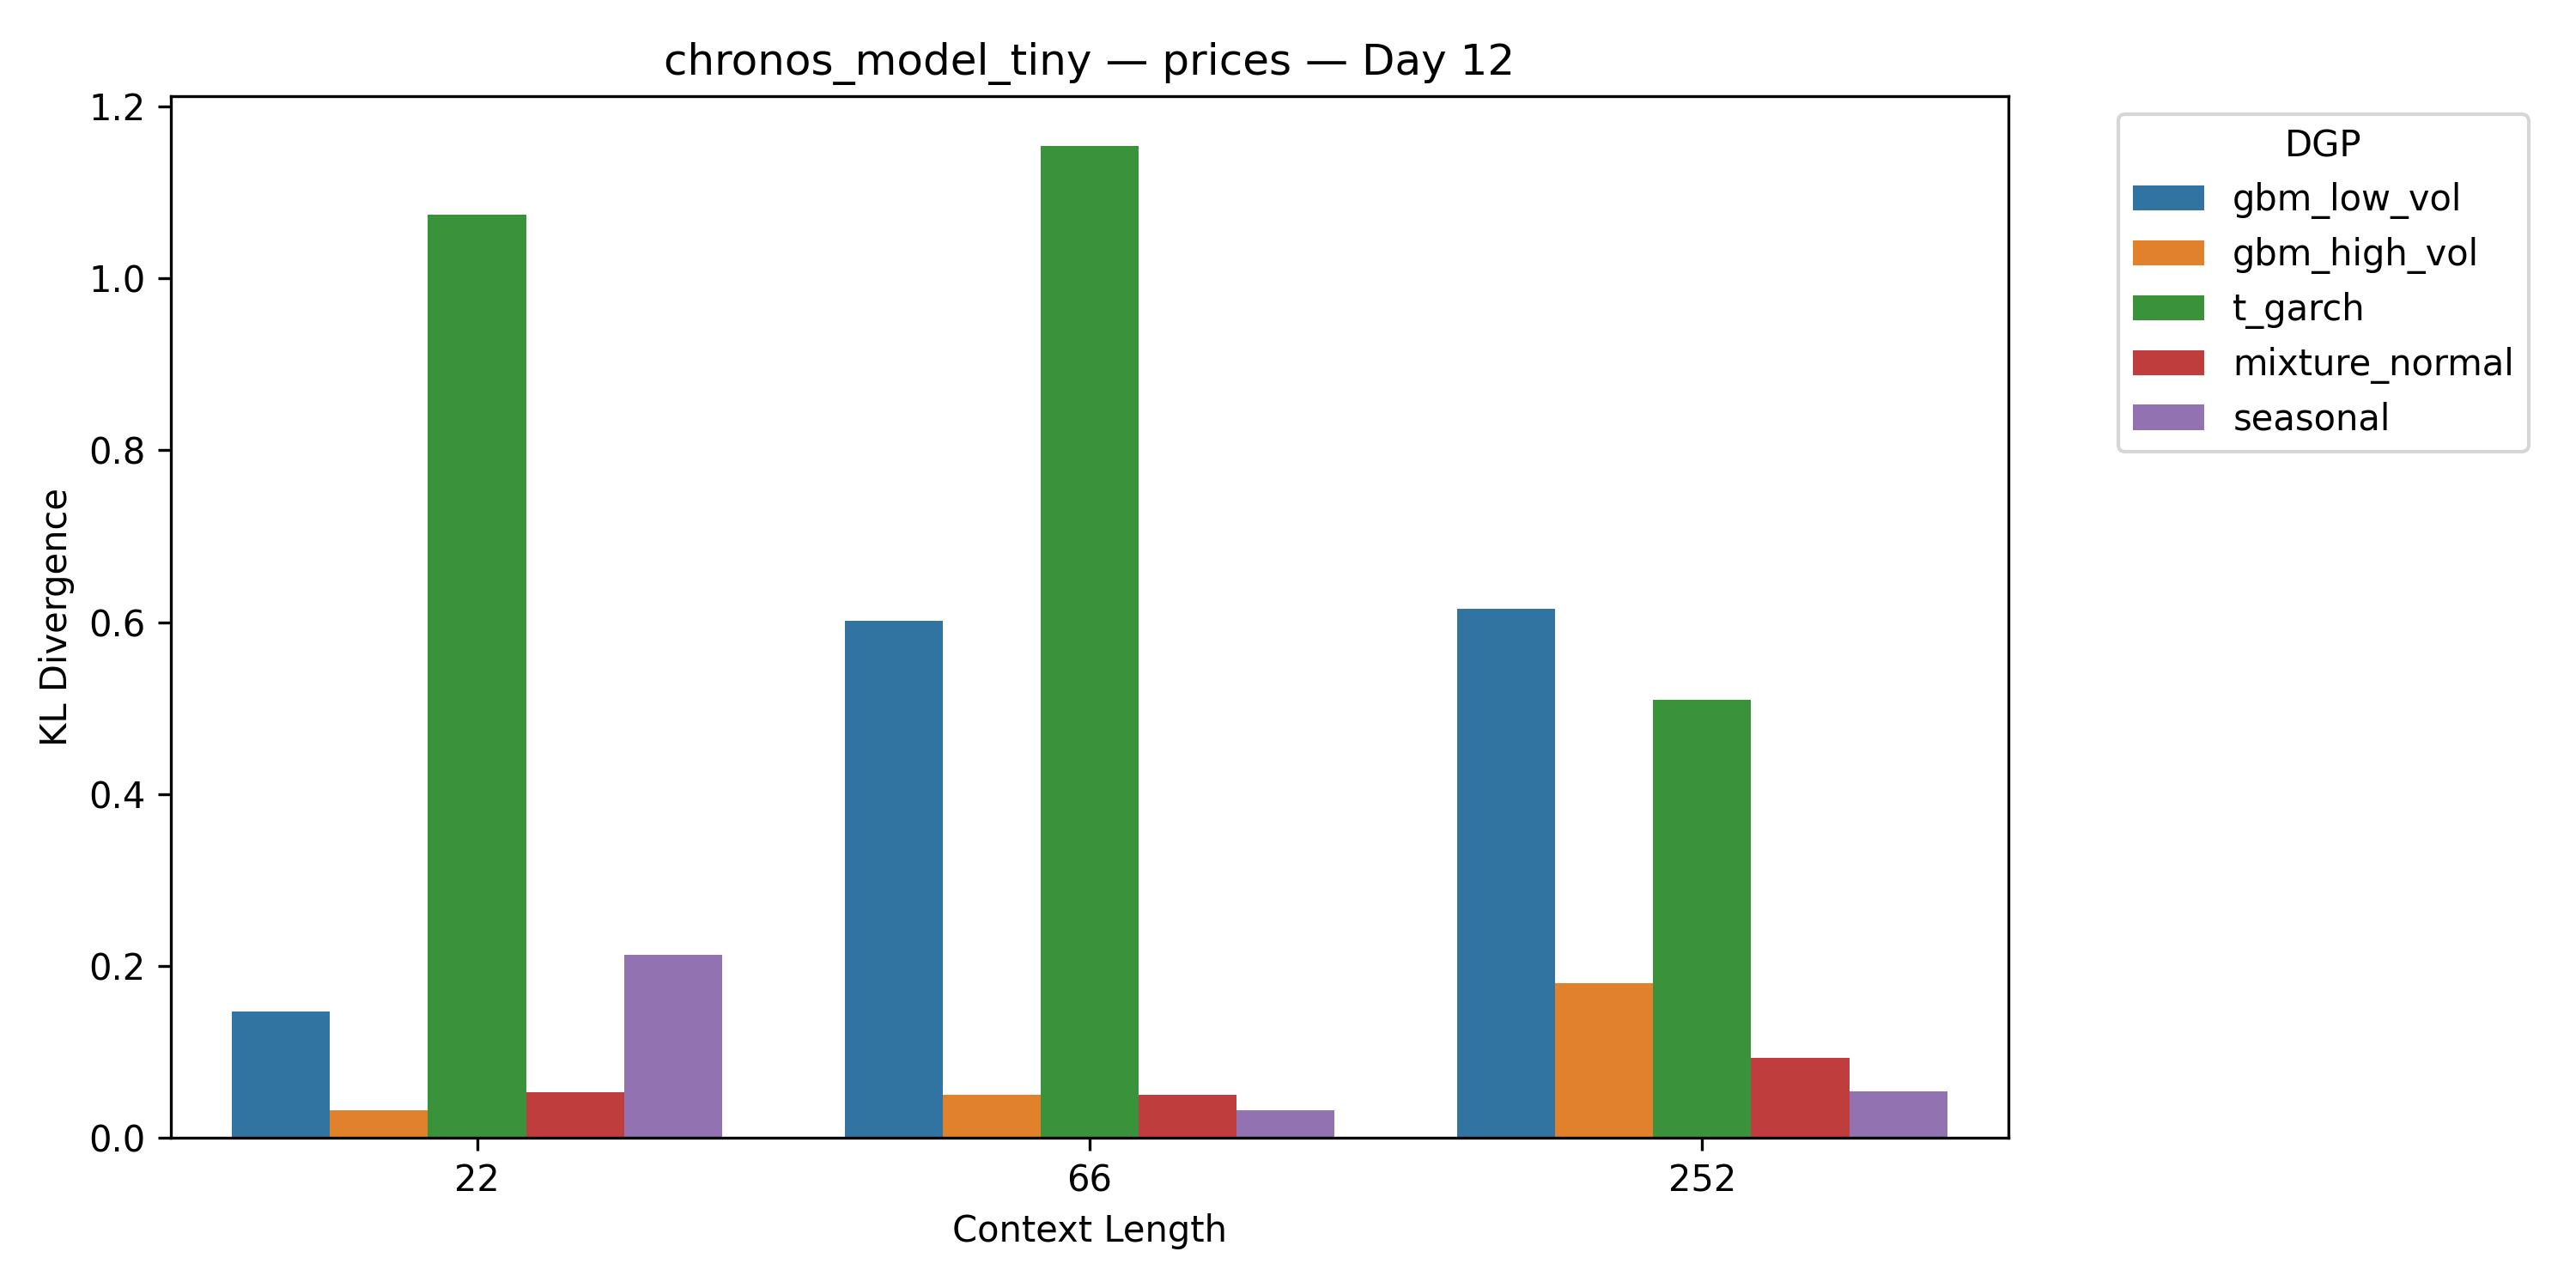 chronos_model_tiny — prices — Day 12
KL Divergence
1.2
1.0
0.8
0.6
0.4
0.2
0.0
22
66
252
Context Length
DGP
gbm_low_vol
gbm_high_vol
t_garch
mixture_normal
seasonal